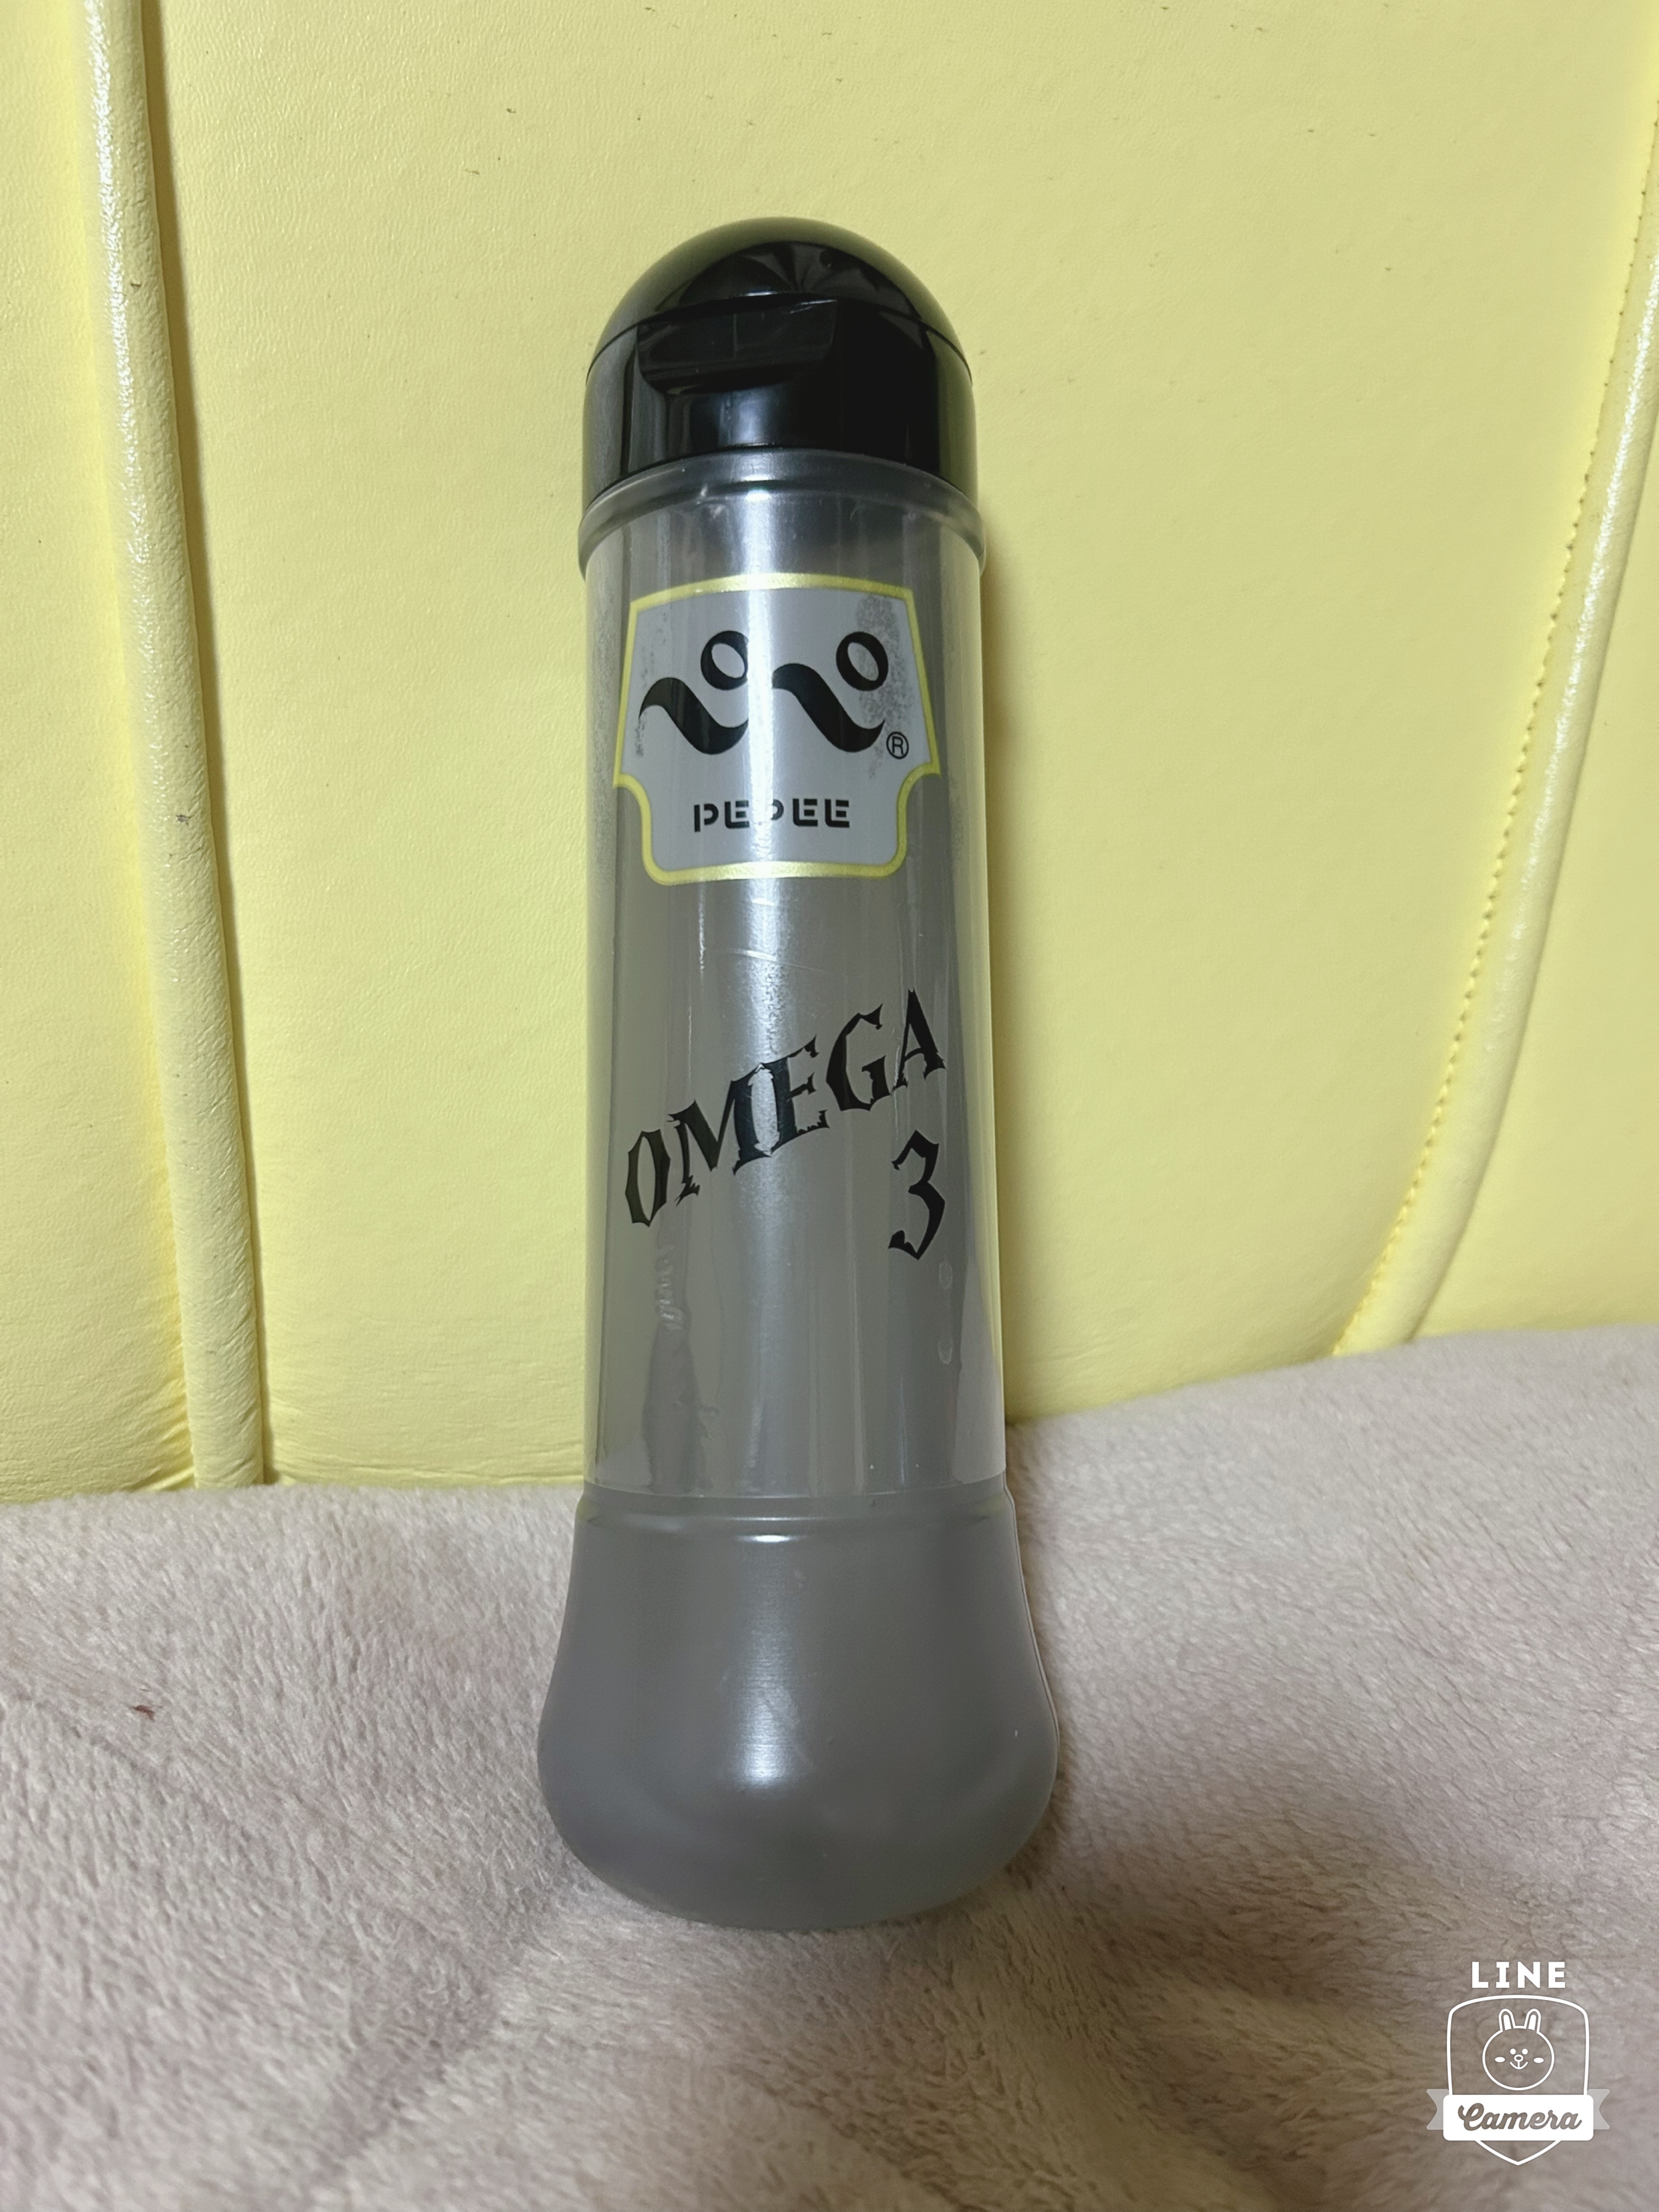 ペペ
®
PEPEE
OMEGA
3
LINE
Camera